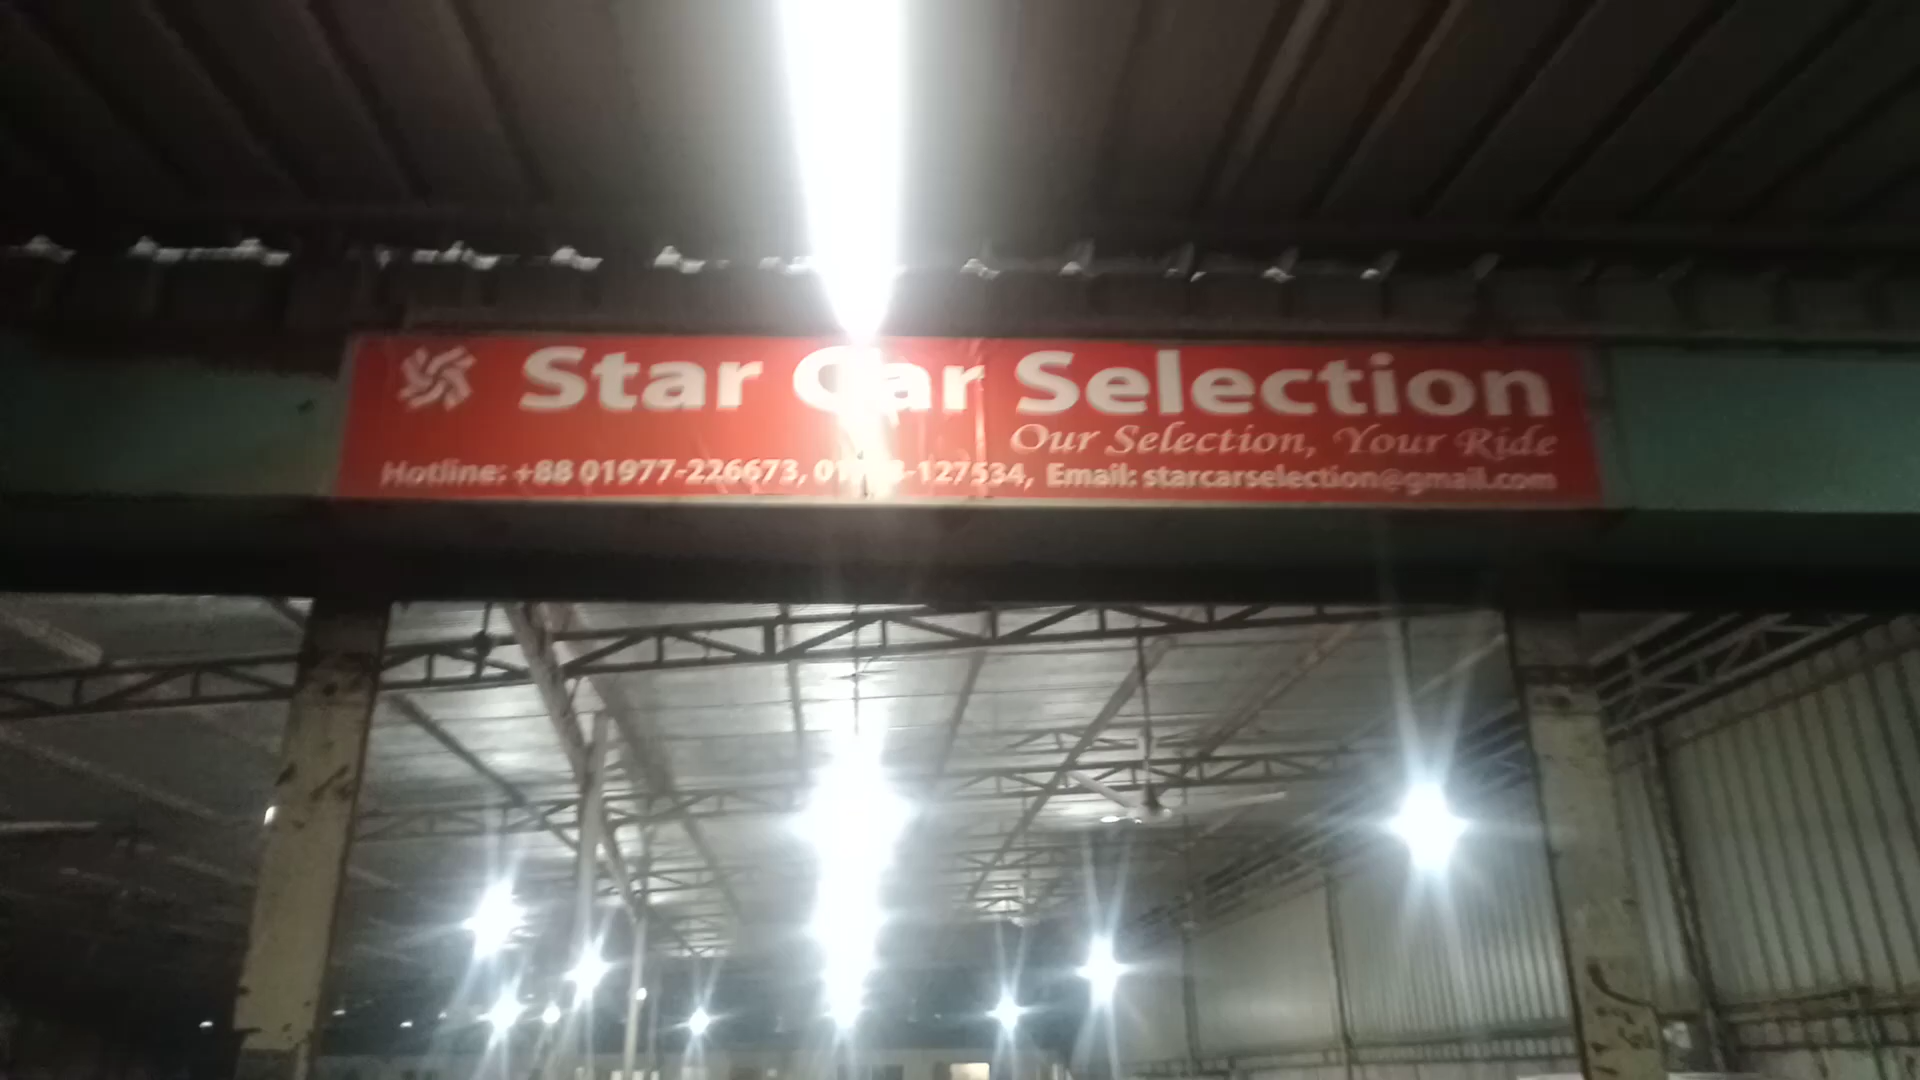 Star Car Selection
Our Selection, Your Ride
Hotline: +88 01977-226673, Email: starcarselection@gmail.com